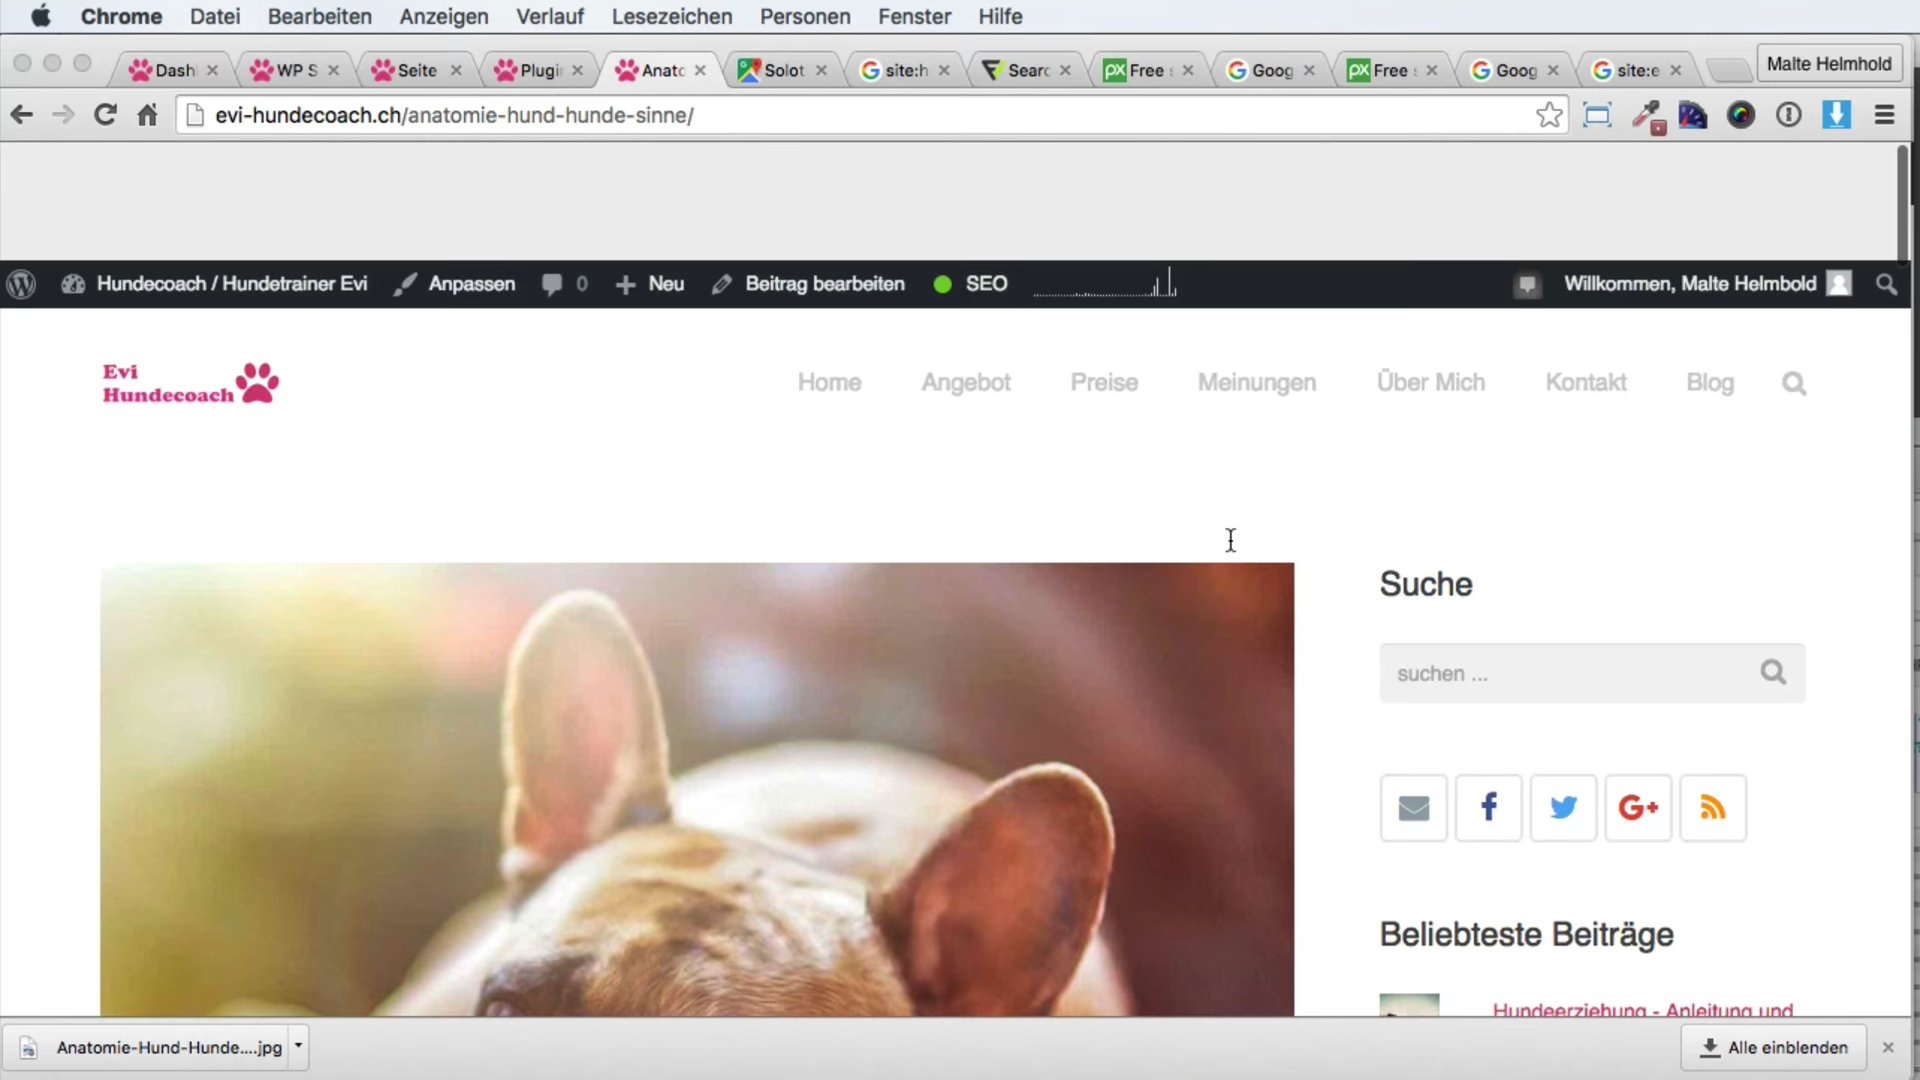 Chrome Datei Bearbeiten Anzeigen Verlauf Lesezeichen Personen Fenster Hilfe
Dash WP S Seite Plugi Anato Solot site:h Searc PX Free Goog PX Free Goog site:e Malte Helmhold
evi-hundecoach.ch/anatomie-hund-hunde-sinne/
Hundecoach / Hundetrainer Evi Anpassen 0 Neu Beitrag bearbeiten SEO Willkommen, Malte Helmbold
Evi
Hundecoach
Home Angebot Preise Meinungen Über Mich Kontakt Blog
Suche
suchen ...
G+
Beliebteste Beiträge
Hundeerziehung - Anleitung und
Anatomie-Hund-Hunde....jpg Alle einblenden